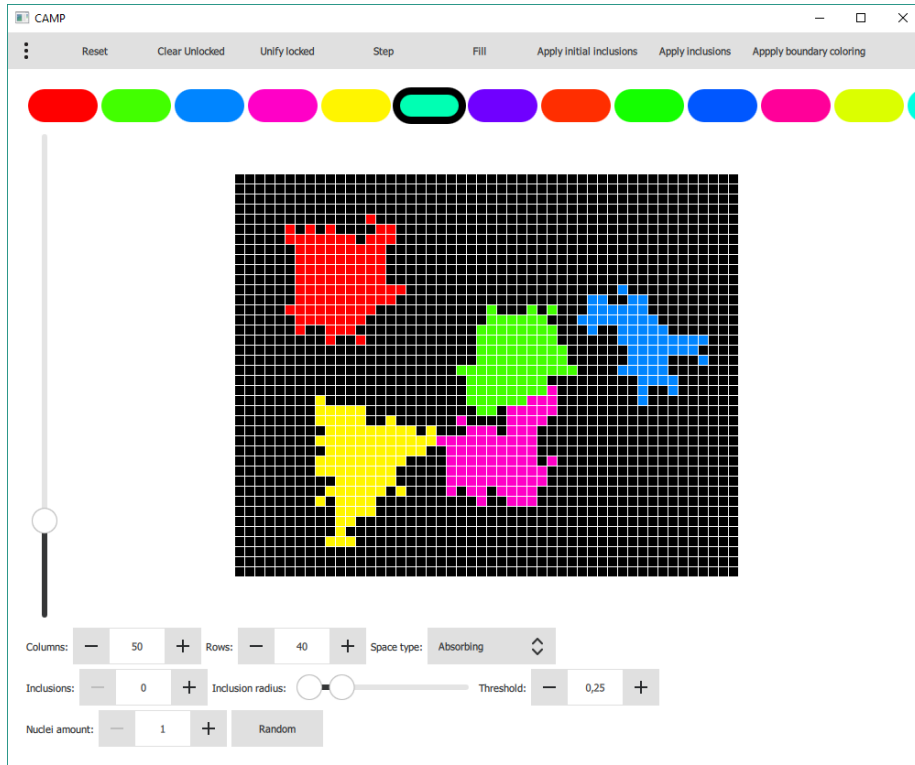 CAMP
Reset Clear Unlocked Unify locked Step Fill Apply initial inclusions Apply inclusions Appply boundary coloring
Columns: 50 Rows: 40 Space type: Absorbing
Inclusions: 0 Inclusion radius: Threshold: 0,25
Nuclei amount: 1 Random